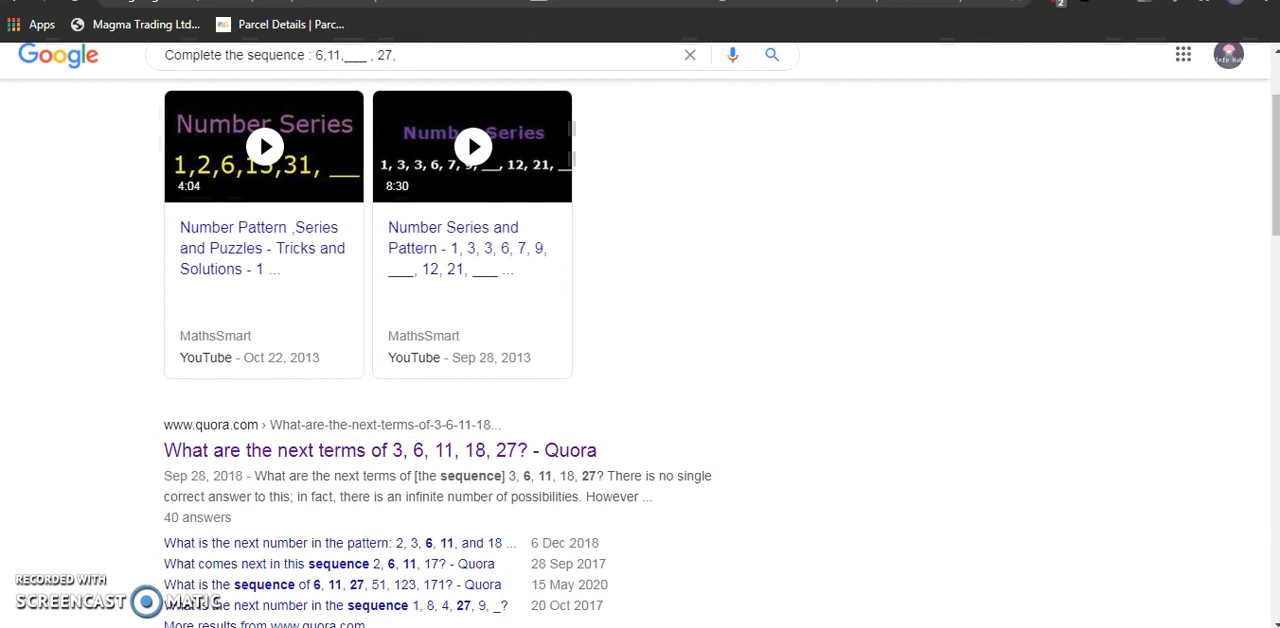 Apps Magma Trading Ltd... Parcel Details | Parc...
2
Google Complete the sequence : 6,11,___ , 27,
Number Series
1,2,6,15,31, __
4:04
Number Series
1, 3, 3, 6, 7, 9, __, 12, 21, __
8:30
Number Pattern ,Series
and Puzzles - Tricks and
Solutions - 1 ...
MathsSmart
YouTube - Oct 22, 2013
Number Series and
Pattern - 1, 3, 3, 6, 7, 9,
___, 12, 21, ___ ...
MathsSmart
YouTube - Sep 28, 2013
www.quora.com › What-are-the-next-terms-of-3-6-11-18...
What are the next terms of 3, 6, 11, 18, 27? - Quora
Sep 28, 2018 - What are the next terms of [the sequence] 3, 6, 11, 18, 27? There is no single
correct answer to this; in fact, there is an infinite number of possibilities. However ...
40 answers
What is the next number in the pattern: 2, 3, 6, 11, and 18 ... 6 Dec 2018
What comes next in this sequence 2, 6, 11, 17? - Quora 28 Sep 2017
What is the sequence of 6, 11, 27, 51, 123, 171? - Quora 15 May 2020
What is the next number in the sequence 1, 8, 4, 27, 9, _? 20 Oct 2017
More results from www.quora.com
RECORDED WITH
SCREENCAST MATIC